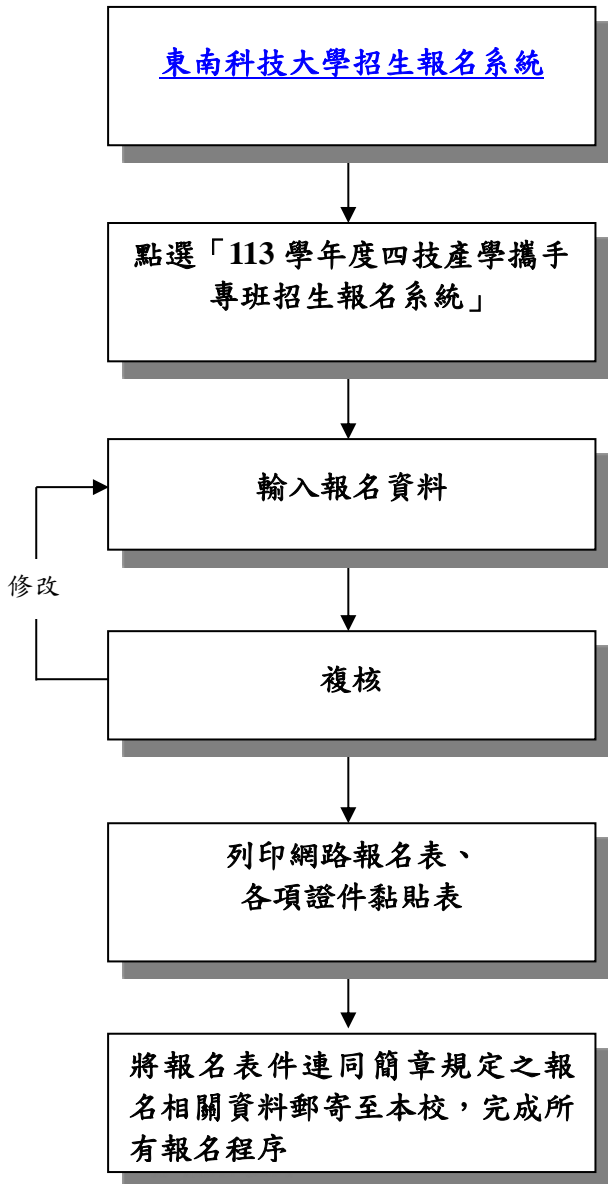 東南科技大學招生報名系統
點選「113 學年度四技產學攜手
專班招生報名系統」
輸入報名資料
修改
複核
列印網路報名表、
各項證件黏貼表
將報名表件連同簡章規定之報
名相關資料郵寄至本校，完成所
有報名程序